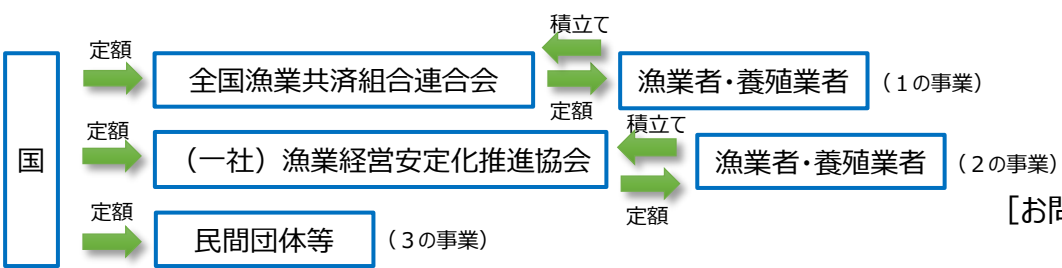 積立て
定額
全国漁業共済組合連合会
漁業者・養殖業者
（１の事業）
定額
定額
積立て
国
（一社）漁業経営安定化推進協会
漁業者・養殖業者
（２の事業）
定額
定額
民間団体等
（３の事業）
［お問